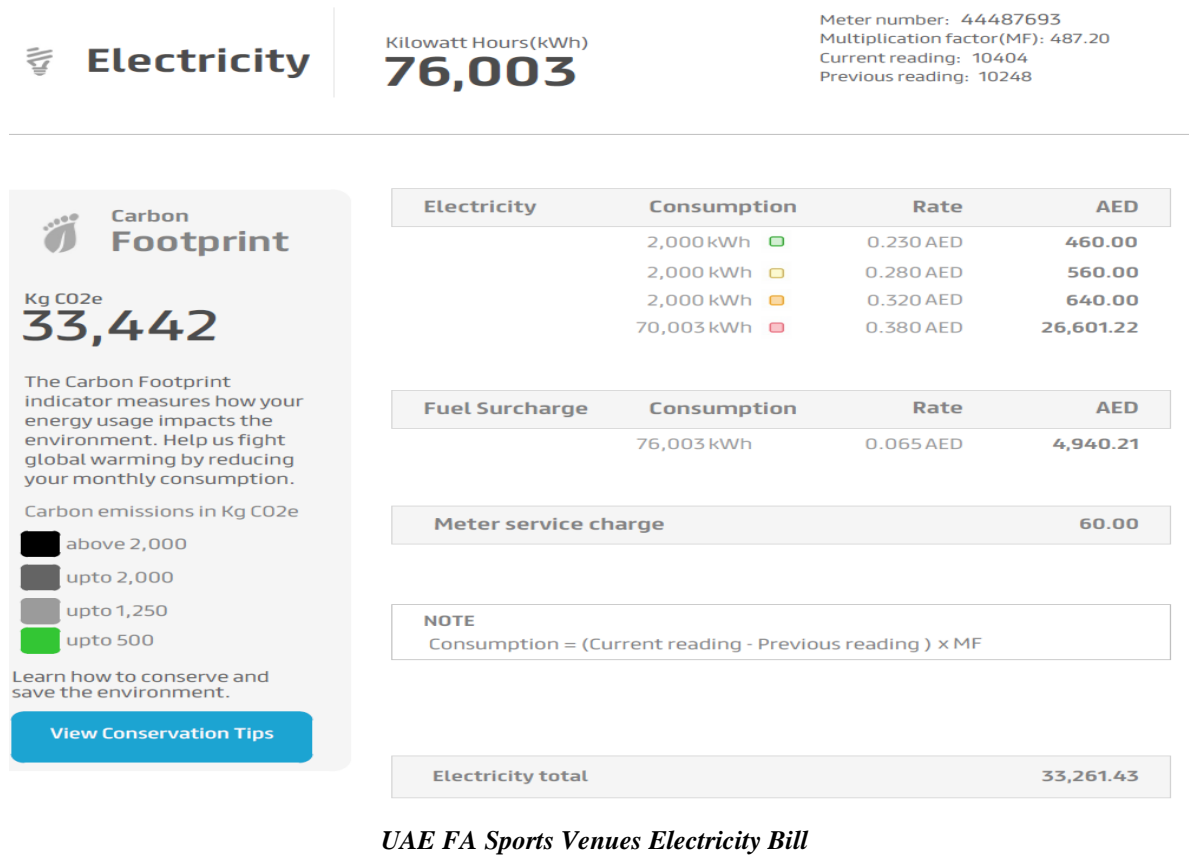 Electricity
Kilowatt Hours(kWh)
76,003
Meter number: 44487693
Multiplication factor(MF): 487.20
Current reading: 10404
Previous reading: 10248
Carbon
Footprint
Kg CO2e
33,442
The Carbon Footprint
indicator measures how your
energy usage impacts the
environment. Help us fight
global warming by reducing
your monthly consumption.
Carbon emissions in Kg CO2e
above 2,000
upto 2,000
upto 1,250
upto 500
Learn how to conserve and
save the environment.
View Conservation Tips
Electricity Consumption Rate AED
2,000 kWh 0.230 AED 460.00
2,000 kWh 0.280 AED 560.00
2,000 kWh 0.320 AED 640.00
70,003 kWh 0.380 AED 26,601.22
Fuel Surcharge Consumption Rate AED
76,003 kWh 0.065 AED 4,940.21
Meter service charge 60.00
NOTE
Consumption = (Current reading - Previous reading ) x MF
Electricity total 33,261.43
UAE FA Sports Venues Electricity Bill